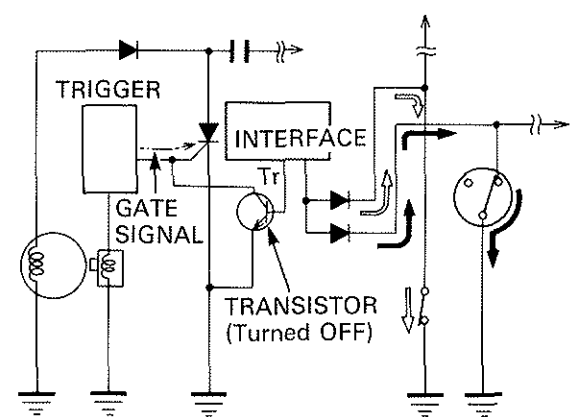 TRIGGER
INTERFACE
Tr
GATE
SIGNAL
TRANSISTOR
(Turned OFF)